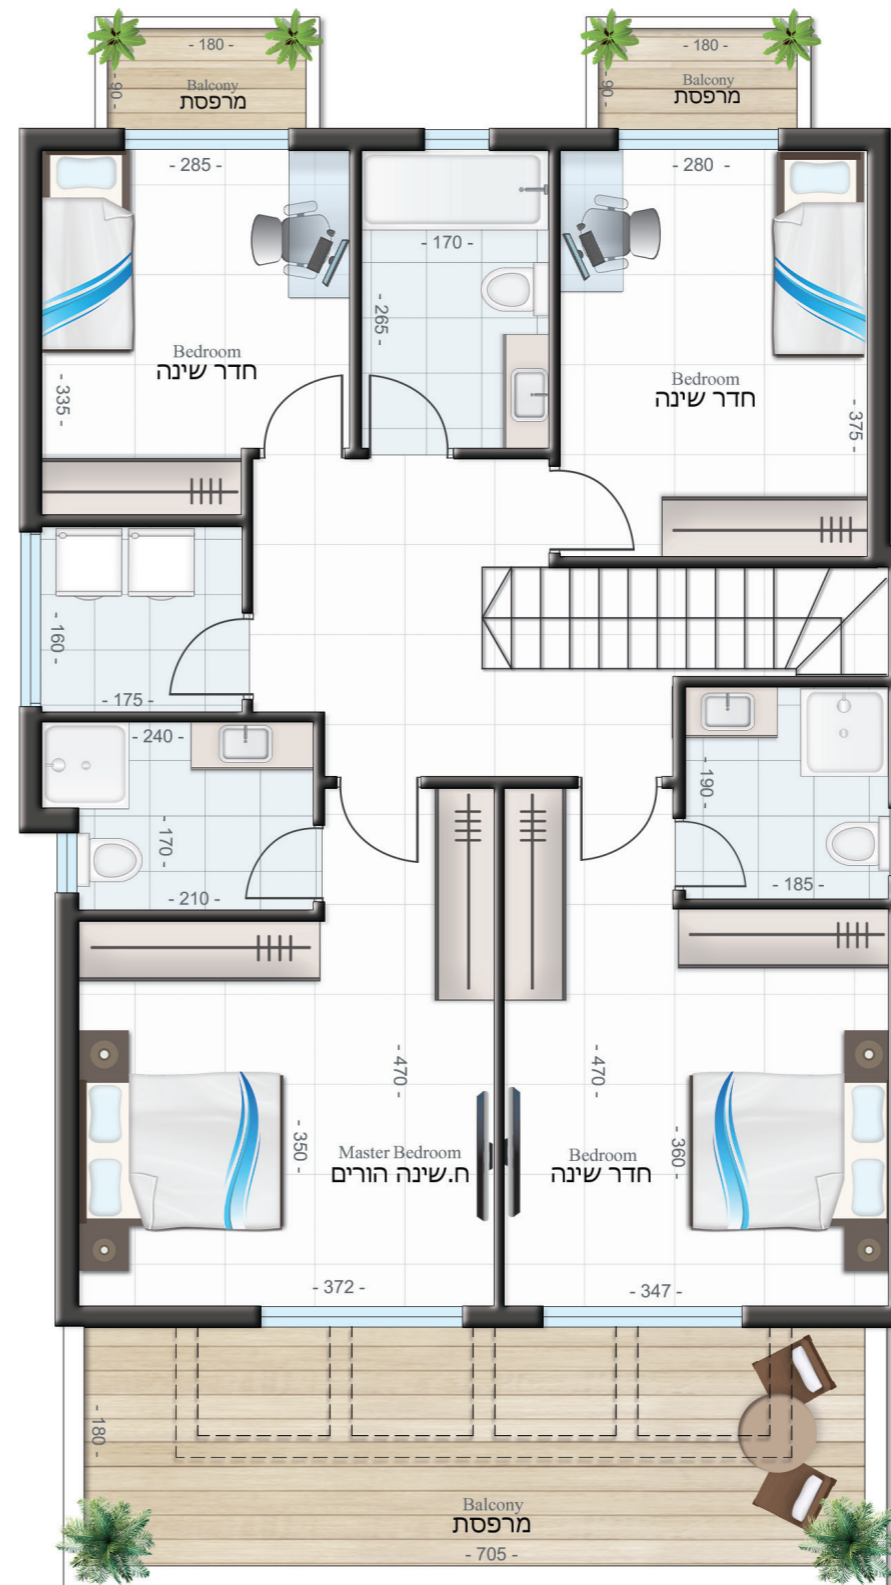 - 180 -
- 90 -
Balcony
מרפסת
- 180 -
- 90 -
Balcony
מרפסת
- 285 -
- 170 -
- 280 -
- 265 -
Bedroom
חדר שינה
- 335 -
Bedroom
חדר שינה
- 375 -
- 160 -
- 175 -
- 240 -
- 170 -
- 210 -
- 190 -
- 185 -
- 470 -
- 470 -
- 350 -
Master Bedroom
ח.שינה הורים
Bedroom
חדר שינה
- 360 -
- 372 -
- 347 -
- 180 -
Balcony
מרפסת
- 705 -